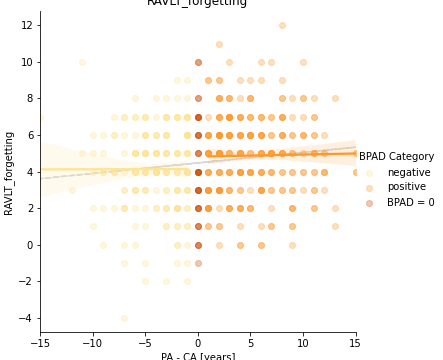 RAVLT_forgetting
12
10
8
6
4
2
0
−2
−4
RAVLT_forgetting
−15
−10
−5
0
5
10
15
PA - CA [years]
BPAD Category
negative
positive
BPAD = 0